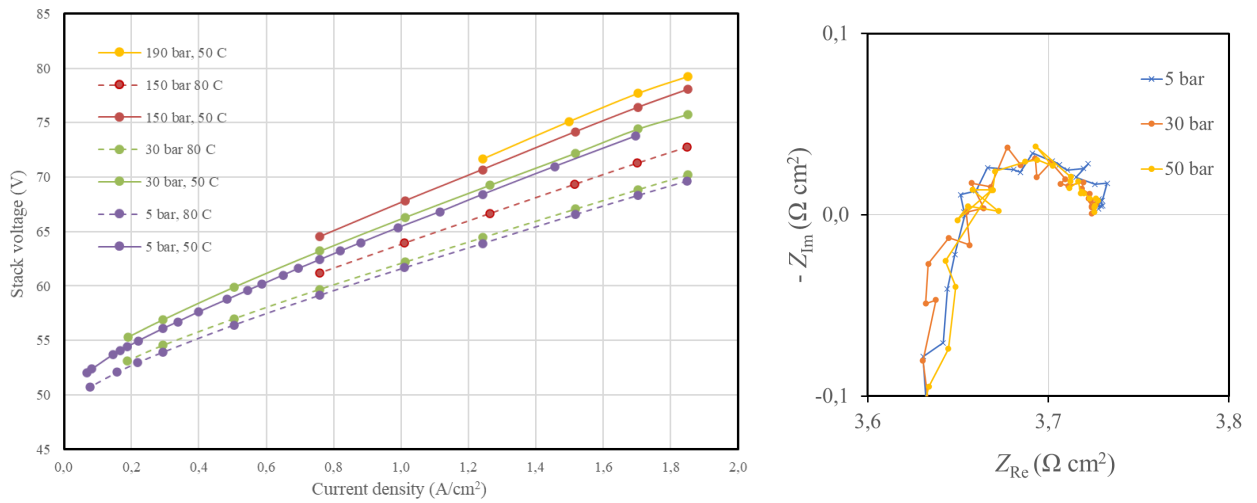 85
80
75
70
65
60
55
50
45
Stack voltage (V)
190 bar, 50 C
150 bar 80 C
150 bar, 50 C
30 bar 80 C
30 bar, 50 C
5 bar, 80 C
5 bar, 50 C
0,0 0,2 0,4 0,6 0,8 1,0 1,2 1,4 1,6 1,8 2,0
Current density (A/cm²)
0,1
0,0
-0,1
- Z_Im (Ω cm²)
5 bar
30 bar
50 bar
3,6 3,7 3,8
Z_Re (Ω cm²)